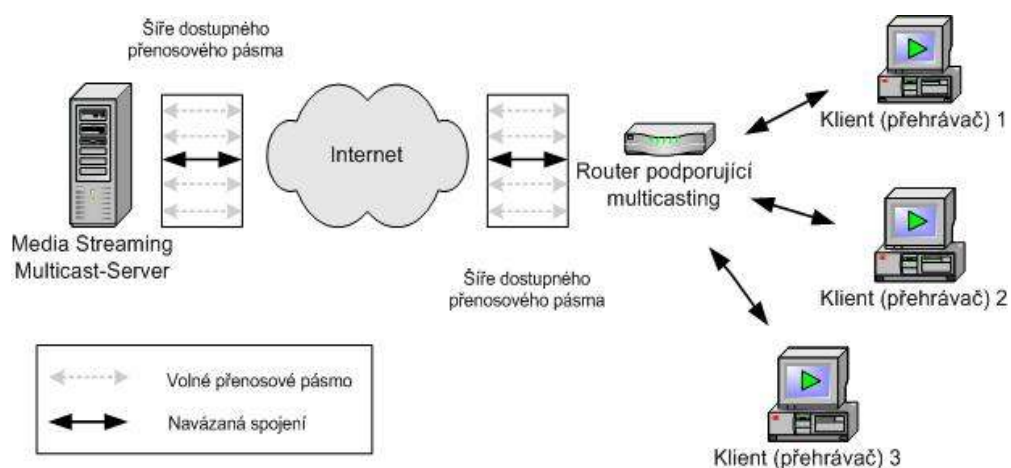 Šíře dostupného
přenosového pásma
Klient (přehrávač) 1
Internet
Router podporující
multicasting
Media Streaming
Multicast-Server
Šíře dostupného
přenosového pásma
Klient (přehrávač) 2
Volné přenosové pásmo
Navázaná spojení
Klient (přehrávač) 3